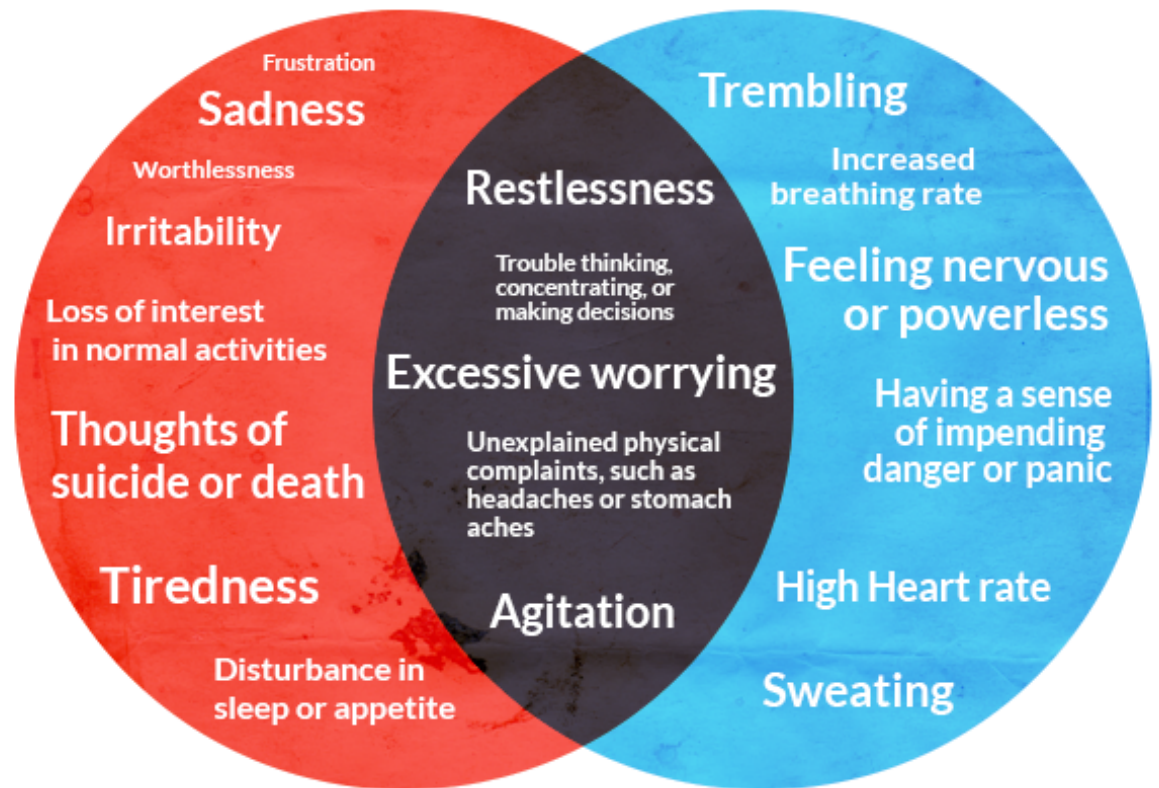 Frustration
Sadness
Worthlessness
Irritability
Loss of interest
in normal activities
Thoughts of
suicide or death
Tiredness
Disturbance in
sleep or appetite
Restlessness
Trouble thinking,
concentrating, or
making decisions
Excessive worrying
Unexplained physical
complaints, such as
headaches or stomach
aches
Agitation
Trembling
Increased
breathing rate
Feeling nervous
or powerless
Having a sense
of impending
danger or panic
High Heart rate
Sweating